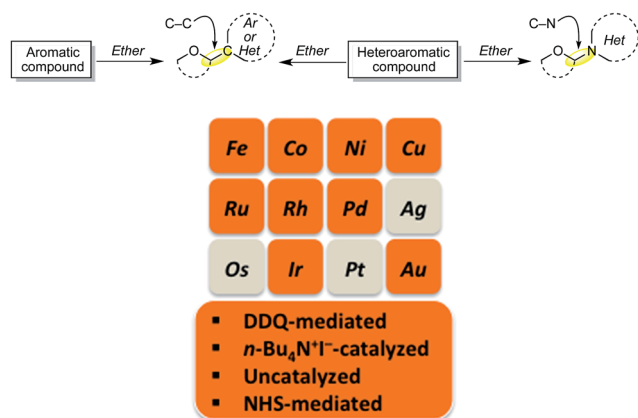 C–C
Ar
or
Het
C–N
Het
Aromatic
compound
Ether
O
C
Ether
Heteroaromatic
compound
Ether
O
N
Fe Co Ni Cu
Ru Rh Pd Ag
Os Ir Pt Au
▪ DDQ-mediated
▪ n-Bu₄N⁺I⁻-catalyzed
▪ Uncatalyzed
▪ NHS-mediated